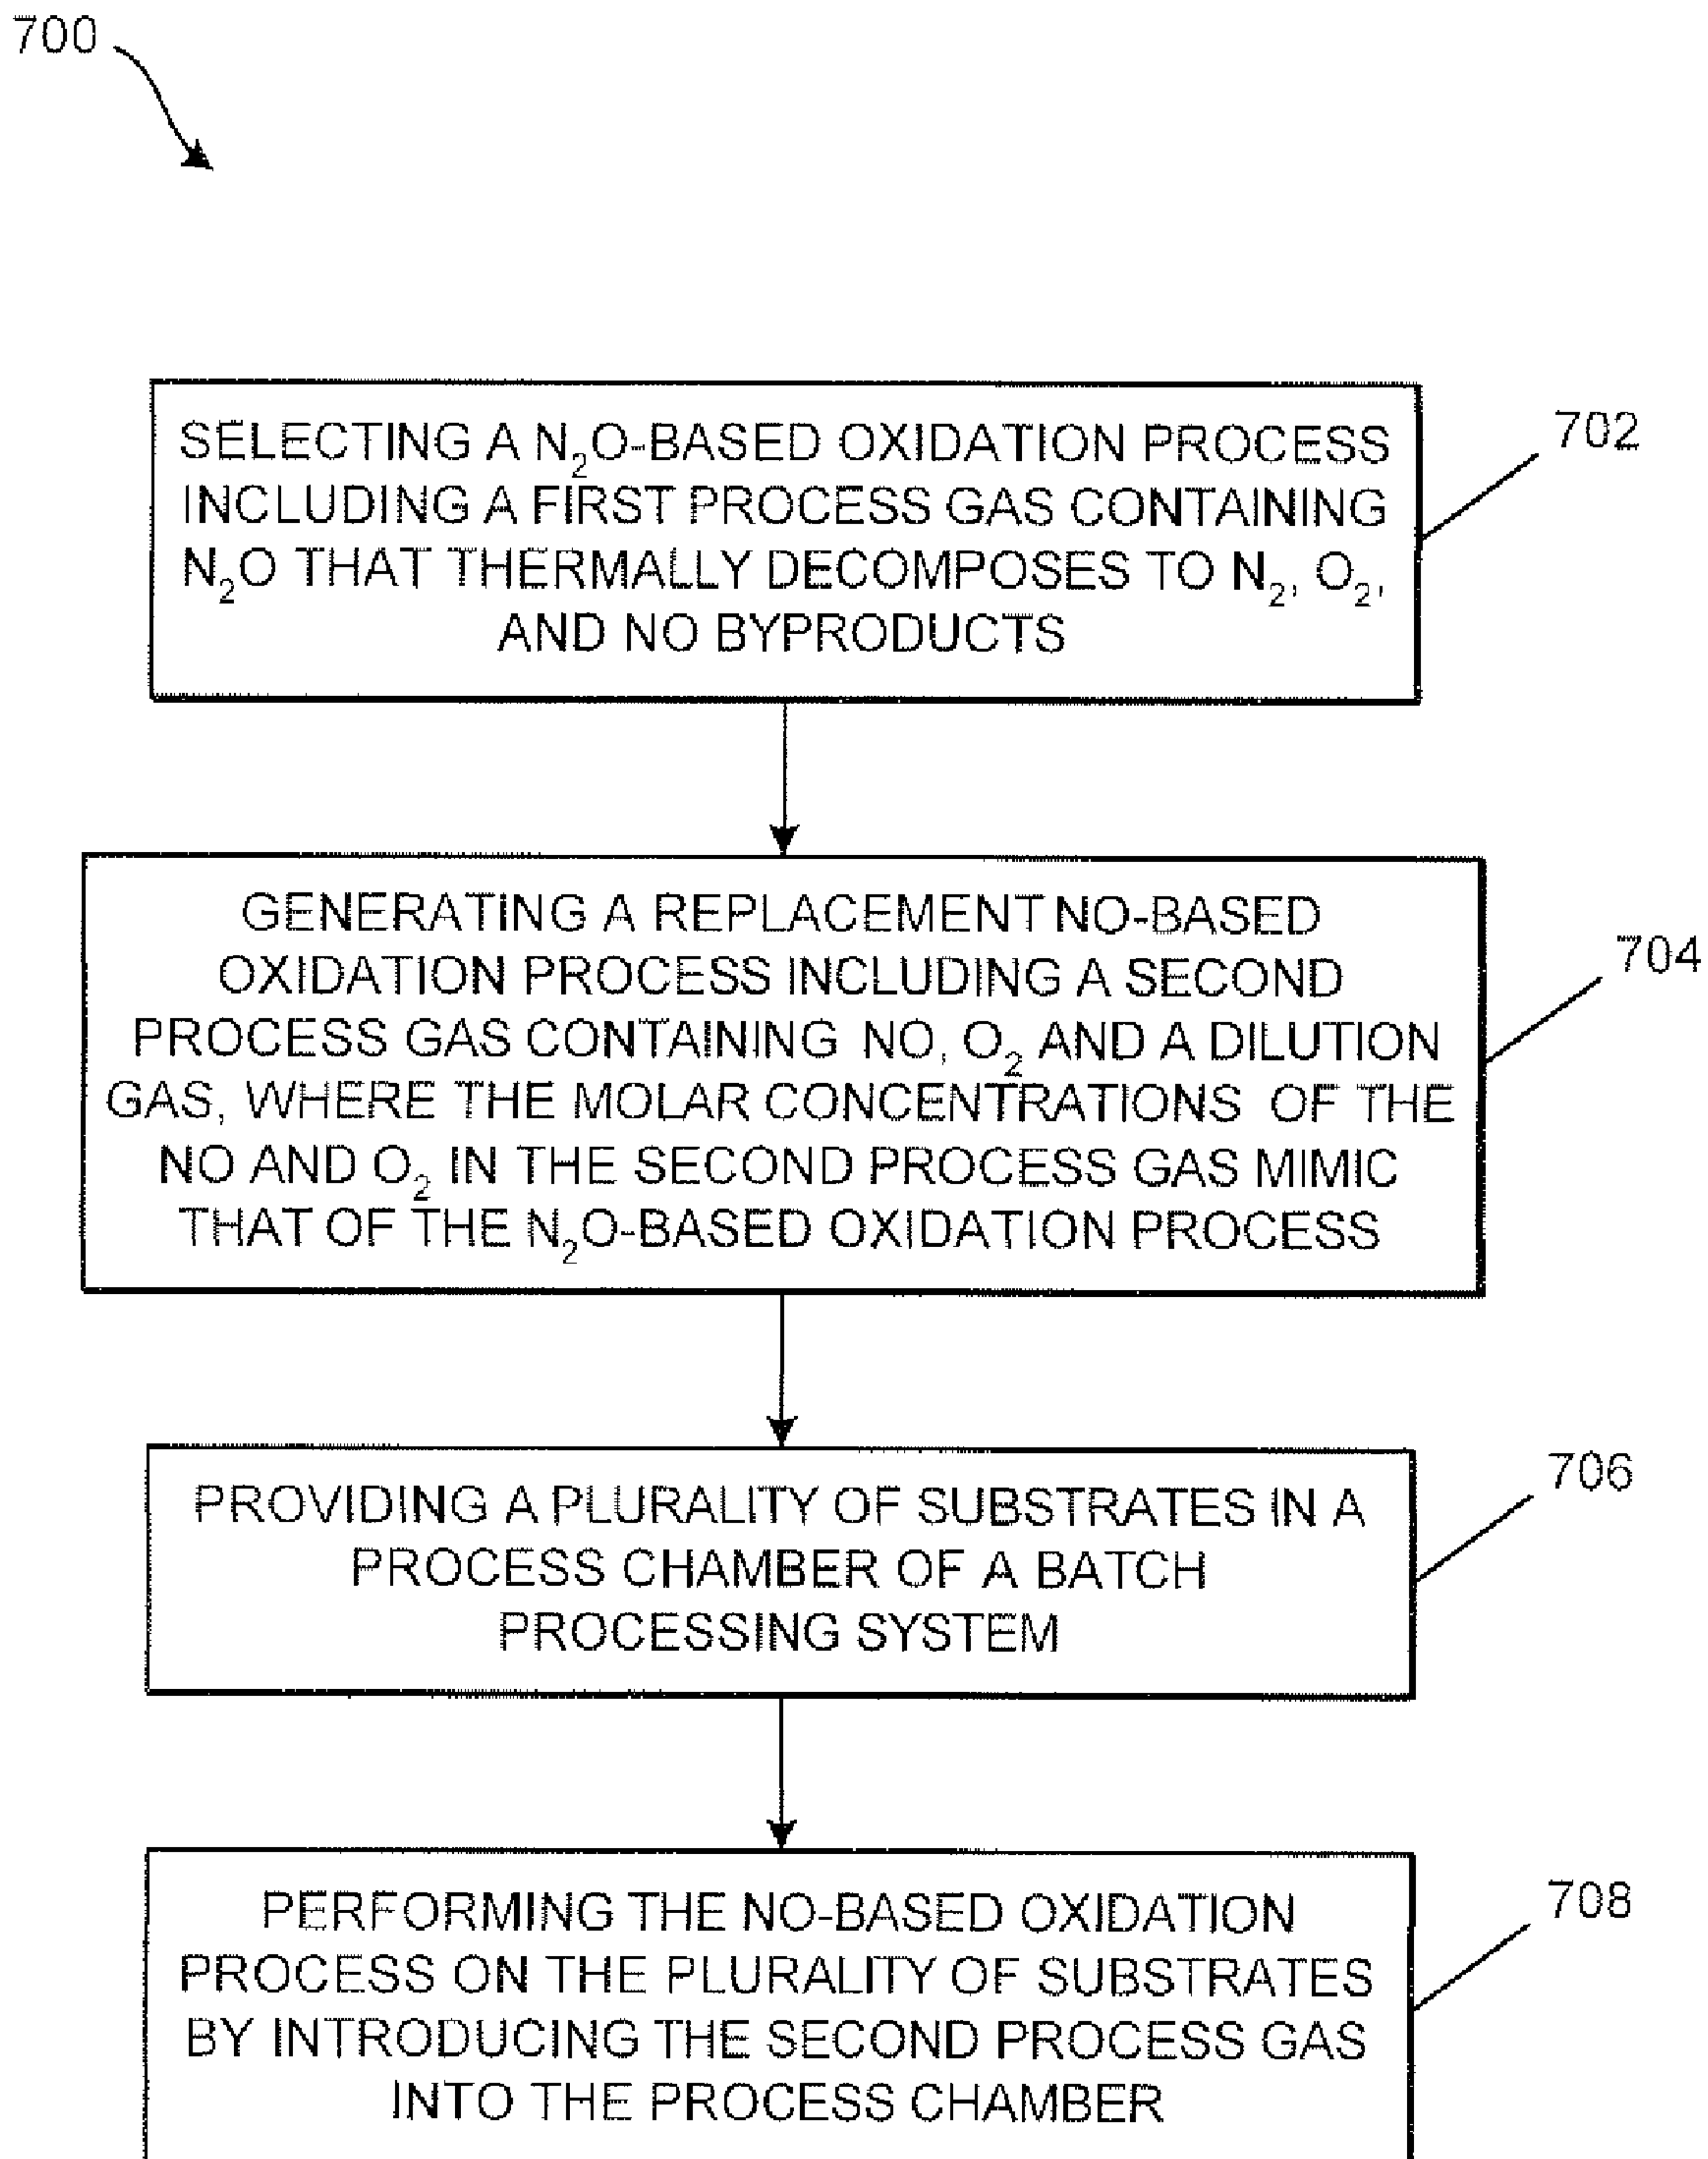 700
SELECTING A N₂O-BASED OXIDATION PROCESS
702
INCLUDING A FIRST PROCESS GAS CONTAINING
N₂O THAT THERMALLY DECOMPOSES TO N₂, O₂,
AND NO BYPRODUCTS
GENERATING A REPLACEMENT NO-BASED
704
OXIDATION PROCESS INCLUDING A SECOND
PROCESS GAS CONTAINING NO, O₂ AND A DILUTION
GAS, WHERE THE MOLAR CONCENTRATIONS OF THE
NO AND O₂ IN THE SECOND PROCESS GAS MIMIC
THAT OF THE N₂O-BASED OXIDATION PROCESS
706
PROVIDING A PLURALITY OF SUBSTRATES IN A
PROCESS CHAMBER OF A BATCH
PROCESSING SYSTEM
708
PERFORMING THE NO-BASED OXIDATION
PROCESS ON THE PLURALITY OF SUBSTRATES
BY INTRODUCING THE SECOND PROCESS GAS
INTO THE PROCESS CHAMBER